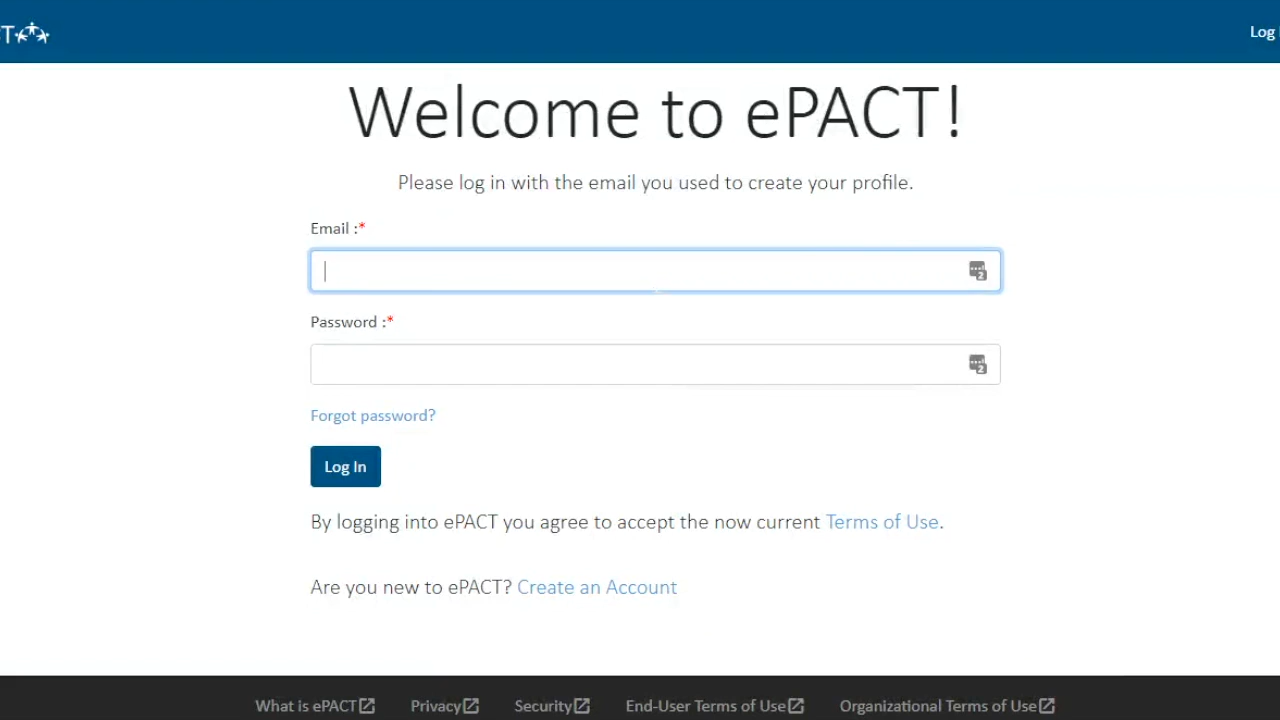 Log
Welcome to ePACT!
Please log in with the email you used to create your profile.
Email :*
Password :*
Forgot password?
Log In
By logging into ePACT you agree to accept the now current Terms of Use.
Are you new to ePACT? Create an Account
What is ePACT Privacy Security End-User Terms of Use Organizational Terms of Use